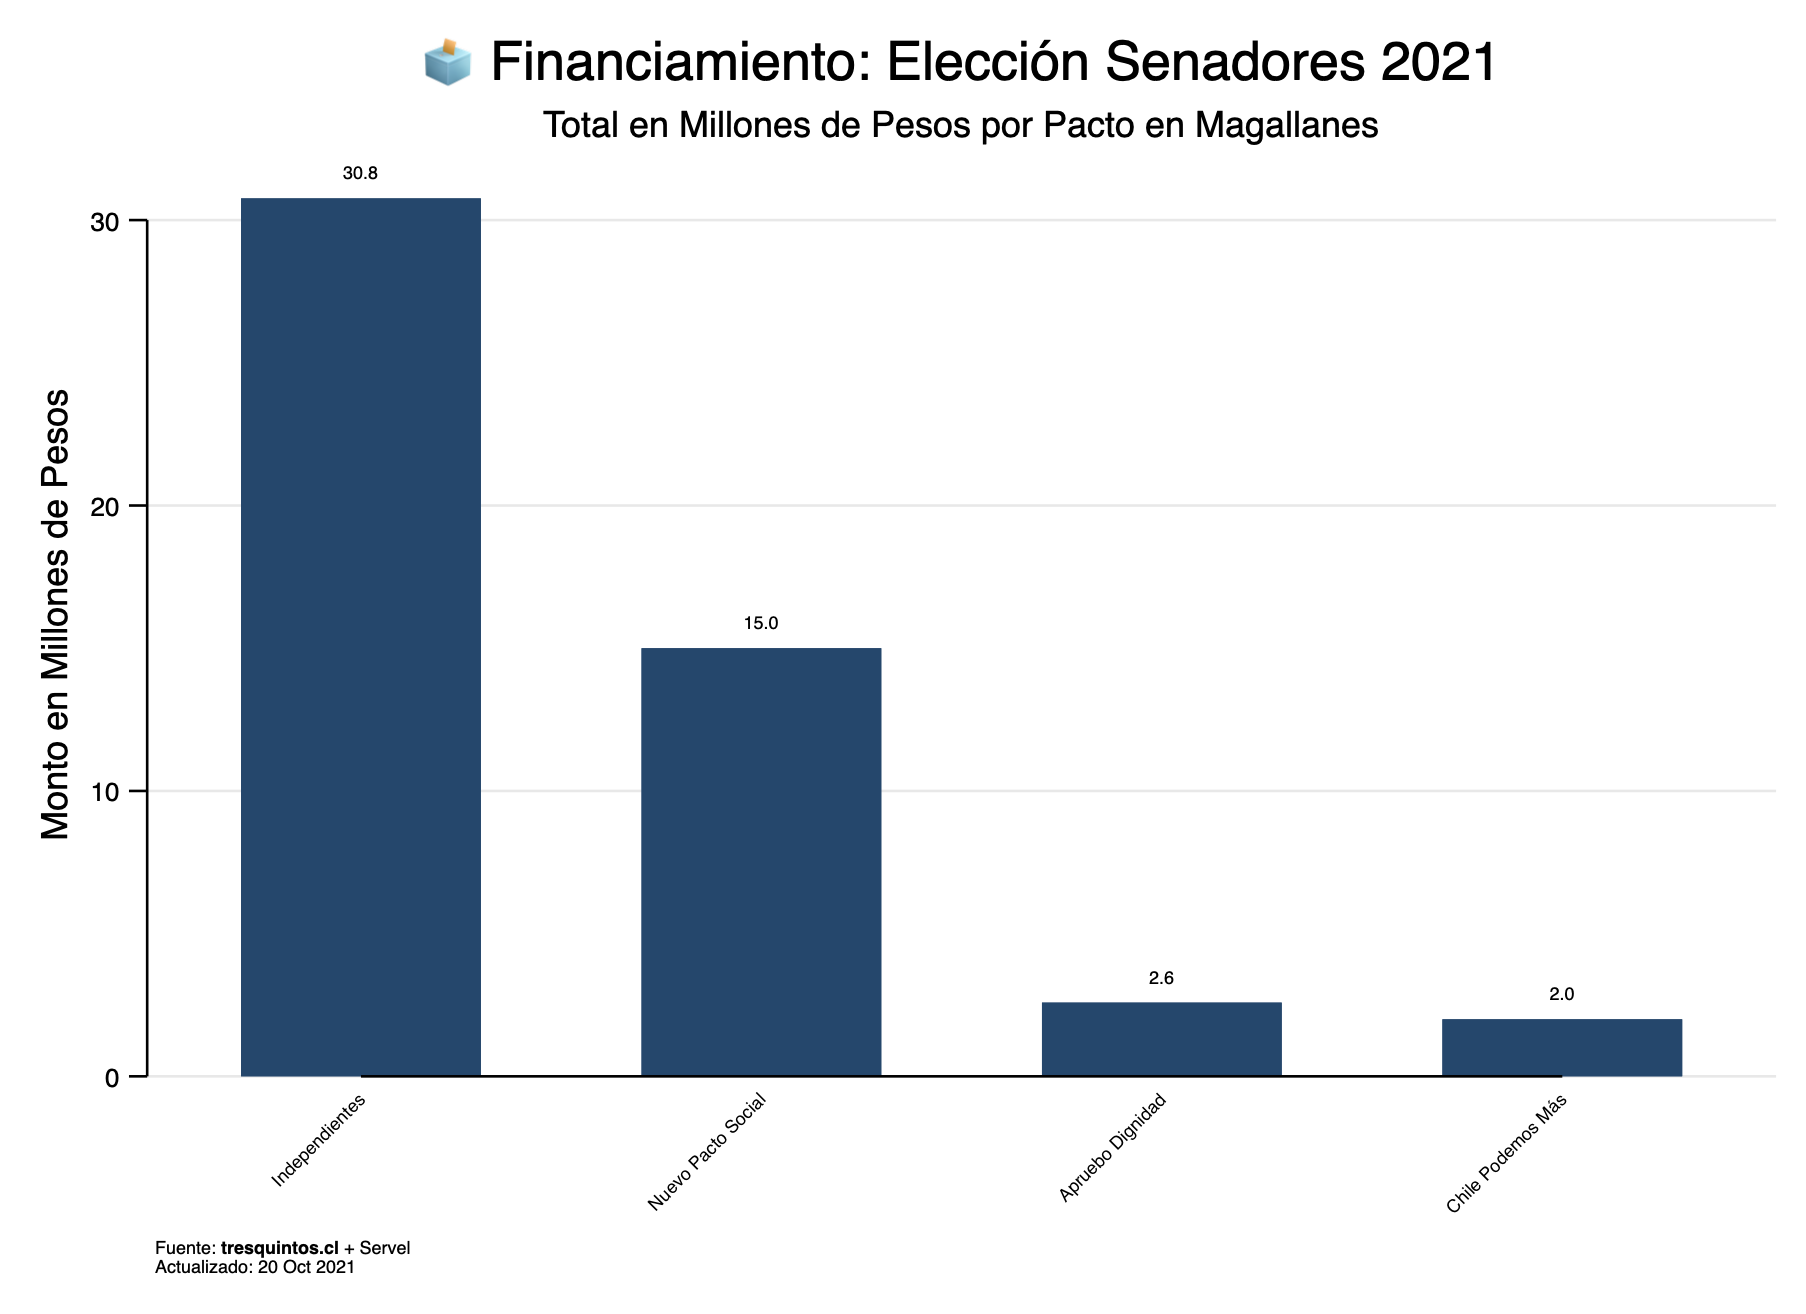 Financiamiento: Elección Senadores 2021
Total en Millones de Pesos por Pacto en Magallanes
Monto en Millones de Pesos
30
20
10
0
30.8
15.0
2.6
2.0
Independientes
Nuevo Pacto Social
Apruebo Dignidad
Chile Podemos Más
Fuente: tresquintos.cl + Servel
Actualizado: 20 Oct 2021